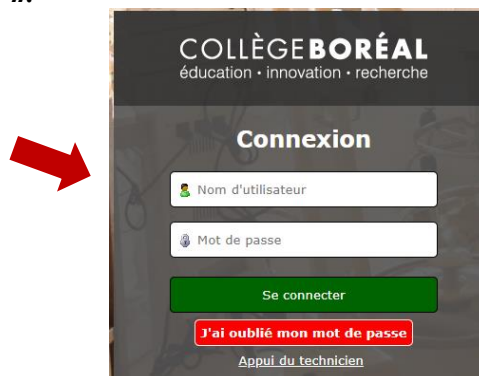 COLLÈGEBORÉAL
éducation • innovation • recherche
Connexion
Nom d'utilisateur
Mot de passe
Se connecter
J'ai oublié mon mot de passe
Appui du technicien